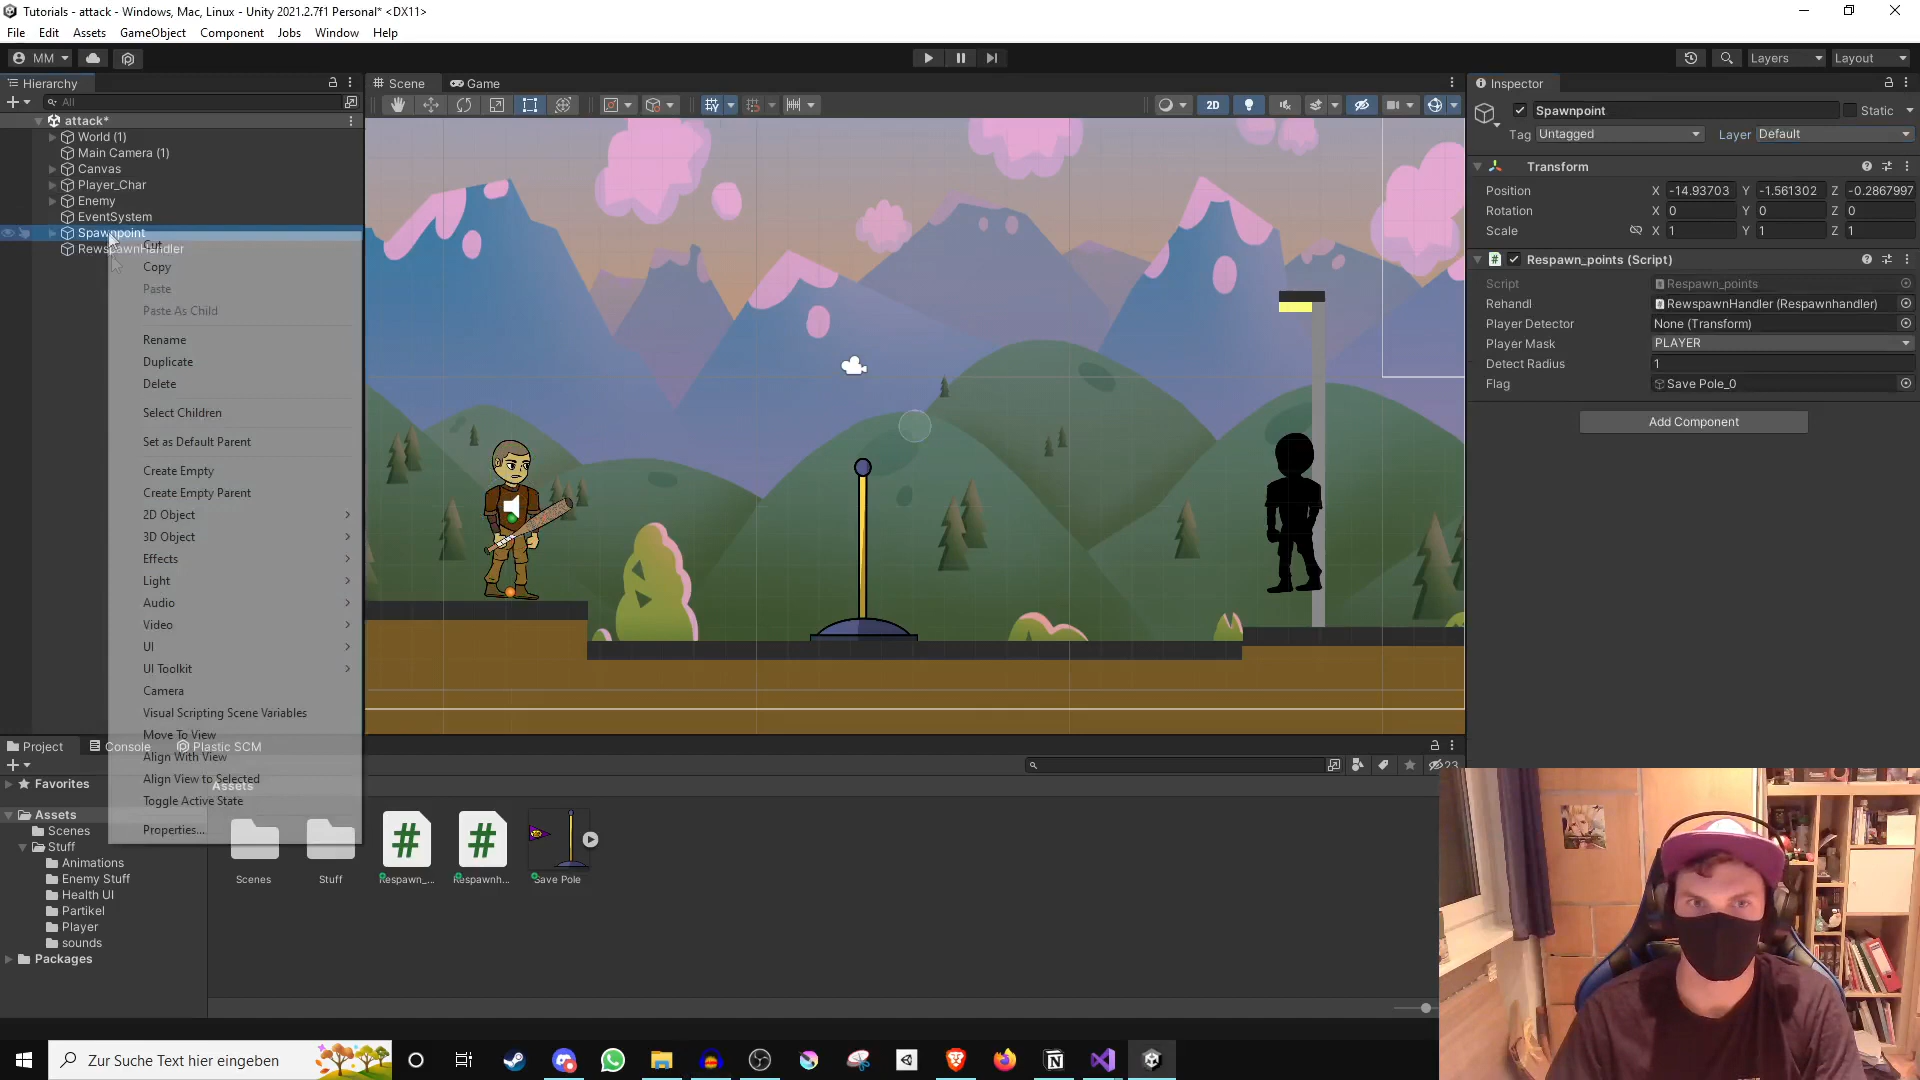 Tutorials - attack - Windows, Mac, Linux - Unity 2021.2.7f1 Personal* <DX11>
File Edit Assets GameObject Component Jobs Window Help
MM
Layers Layout
Hierarchy
All
attack*
World (1)
Main Camera (1)
Canvas
Player_Char
Enemy
EventSystem
Spawnpoint
RewspawnHandler
Cut
Copy
Paste
Paste As Child
Rename
Duplicate
Delete
Select Children
Set as Default Parent
Create Empty
Create Empty Parent
2D Object
3D Object
Effects
Light
Audio
Video
UI
UI Toolkit
Camera
Visual Scripting Scene Variables
Move To View
Align With View
Align View to Selected
Toggle Active State
Properties...
Scene Game
2D
Inspector
Spawnpoint
Static
Tag Untagged Layer Default
Transform
Position X -14.93703 Y -1.561302 Z -0.2867997
Rotation X 0 Y 0 Z 0
Scale X 1 Y 1 Z 1
# Respawn_points (Script)
Script Respawn_points
Rehandl RewspawnHandler (Respawnhandler)
Player Detector None (Transform)
Player Mask PLAYER
Detect Radius 1
Flag Save Pole_0
Add Component
Project Console Plastic SCM
23
Favorites
Assets
Scenes
Stuff
Animations
Enemy Stuff
Health UI
Partikel
Player
sounds
Packages
Assets
# #
Scenes Stuff Respawn_... Respawnh... Save Pole
Zur Suche Text hier eingeben